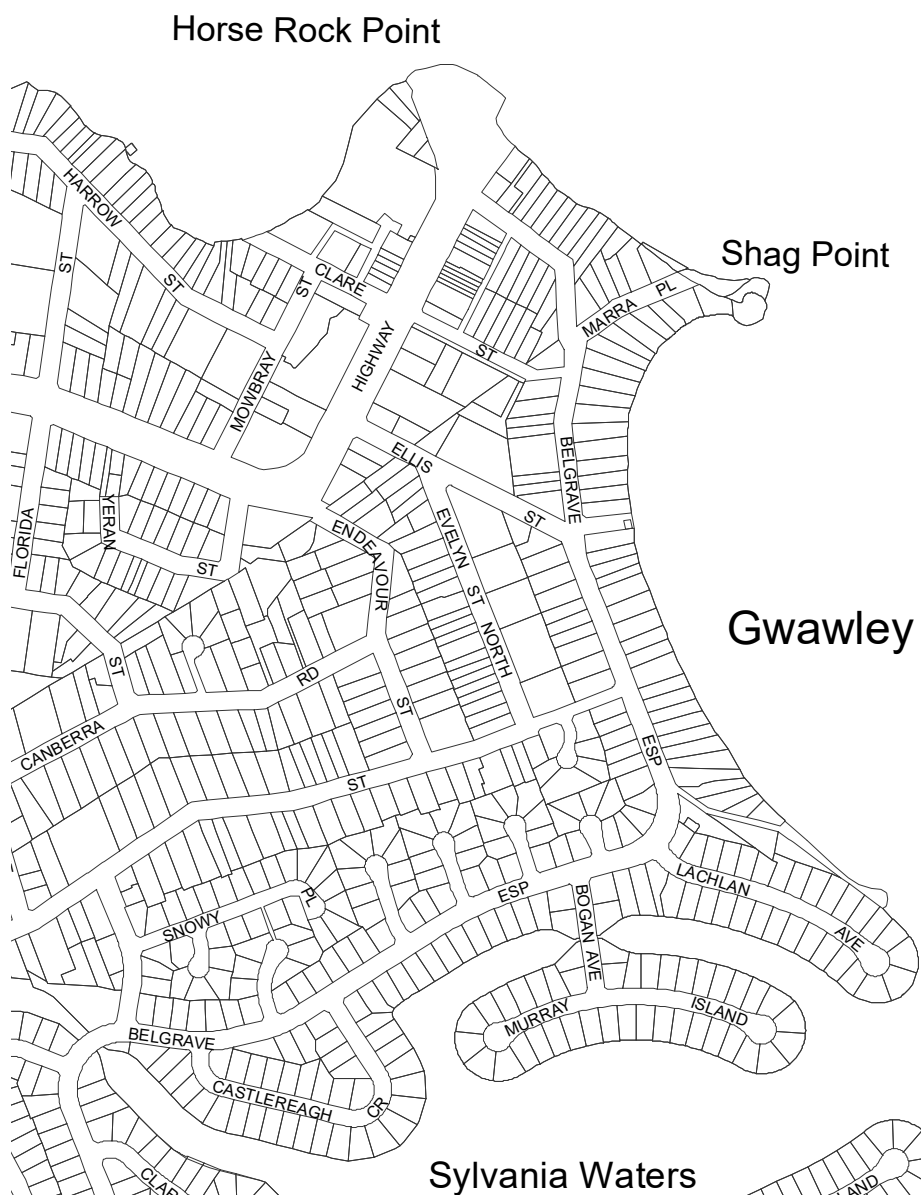 Horse Rock Point
HARROW
ST
ST
CLARE
ST
Shag Point
MARRA PL
HIGHWAY
ST
MOWBRAY
ELLIS
ST
BELGRAVE
FLORIDA
YERAN
ST
ENDEAVOUR
EVELYN ST NORTH
Gwawley
ST
RD
ST
CANBERRA
ESP
ST
LACHLAN
AVE
SNOWY
PL
ESP
BOGAN AVE
MURRAY
ISLAND
BELGRAVE
CASTLEREAGH
CR
Sylvania Waters